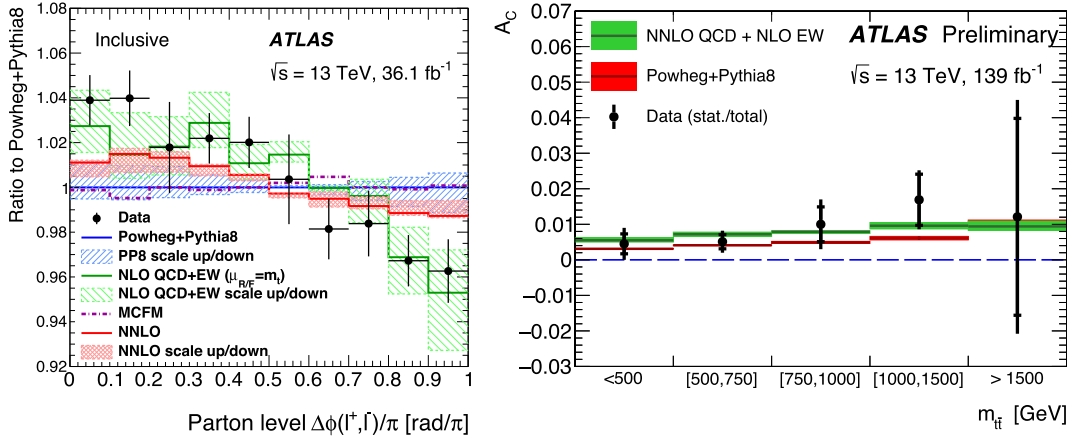 Ratio to Powheg+Pythia8
Inclusive
ATLAS
√s = 13 TeV, 36.1 fb⁻¹
1.08
1.06
1.04
1.02
1
0.98
0.96
0.94
0.92
Data
Powheg+Pythia8
PP8 scale up/down
NLO QCD+EW (μ_R/F=m_t)
NLO QCD+EW scale up/down
MCFM
NNLO
NNLO scale up/down
0 0.1 0.2 0.3 0.4 0.5 0.6 0.7 0.8 0.9 1
Parton level Δϕ(l⁺,l⁻)/π [rad/π]
A_C
0.07
0.06
0.05
0.04
0.03
0.02
0.01
0
−0.01
−0.02
−0.03
NNLO QCD + NLO EW
Powheg+Pythia8
Data (stat./total)
ATLAS Preliminary
√s = 13 TeV, 139 fb⁻¹
<500 [500,750] [750,1000] [1000,1500] > 1500
m_tt̄ [GeV]